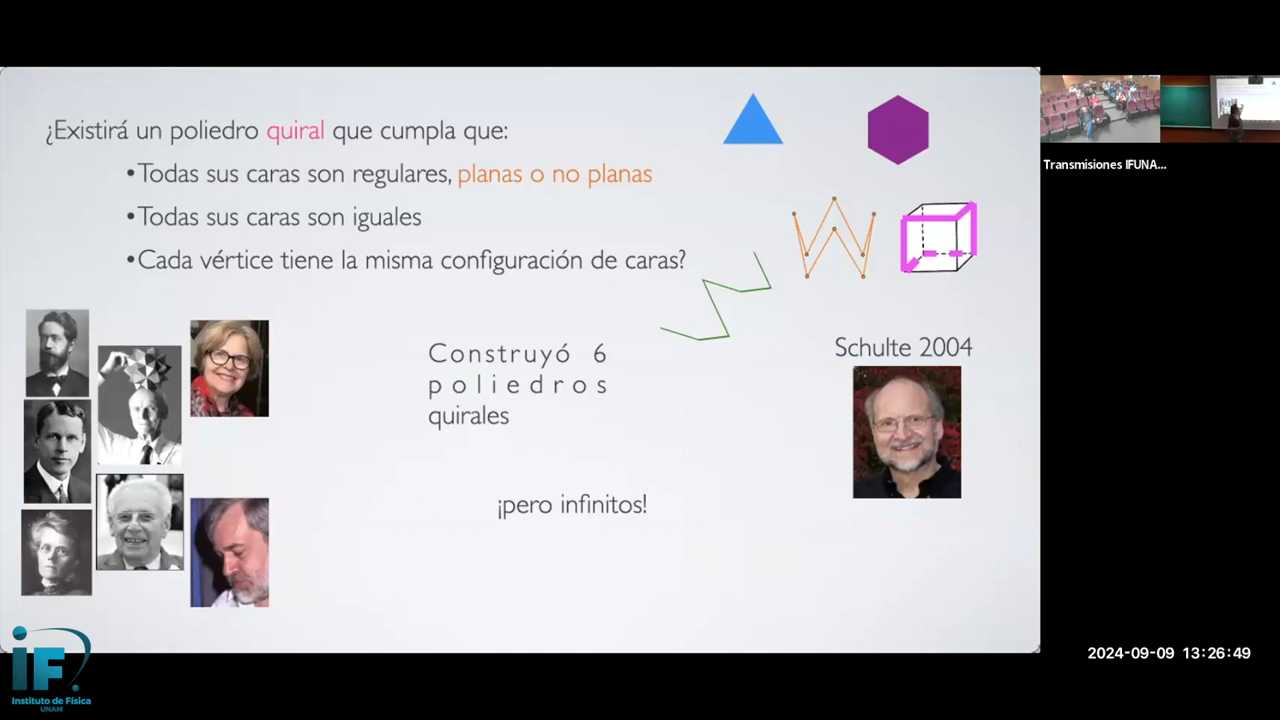 ¿Existirá un poliedro quiral que cumpla que:
•Todas sus caras son regulares, planas o no planas
•Todas sus caras son iguales
•Cada vértice tiene la misma configuración de caras?
Transmisiones IFUNA...
Schulte 2004
Construyó 6
poliedros
quirales
¡pero infinitos!
iF
Instituto de Física
UNAM
2024-09-09 13:26:49